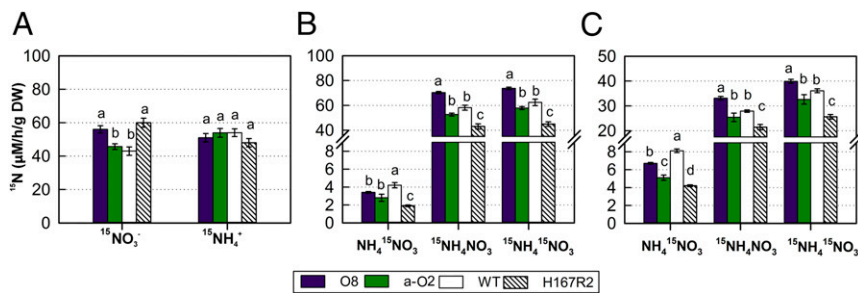 A
B
C
¹⁵N (μM/h/g DW)
100
80
60
40
20
0
a
b
b
a
a
a
a
a
¹⁵NO₃⁻
¹⁵NH₄⁺
100
80
60
40
8
6
4
2
0
b
b
a
c
a
b
b
c
a
b
b
c
NH₄¹⁵NO₃
¹⁵NH₄NO₃
¹⁵NH₄¹⁵NO₃
50
40
30
20
8
6
4
2
0
b
c
a
d
a
b
b
c
a
b
b
c
NH₄¹⁵NO₃
¹⁵NH₄NO₃
¹⁵NH₄¹⁵NO₃
O8 a-O2 WT H167R2